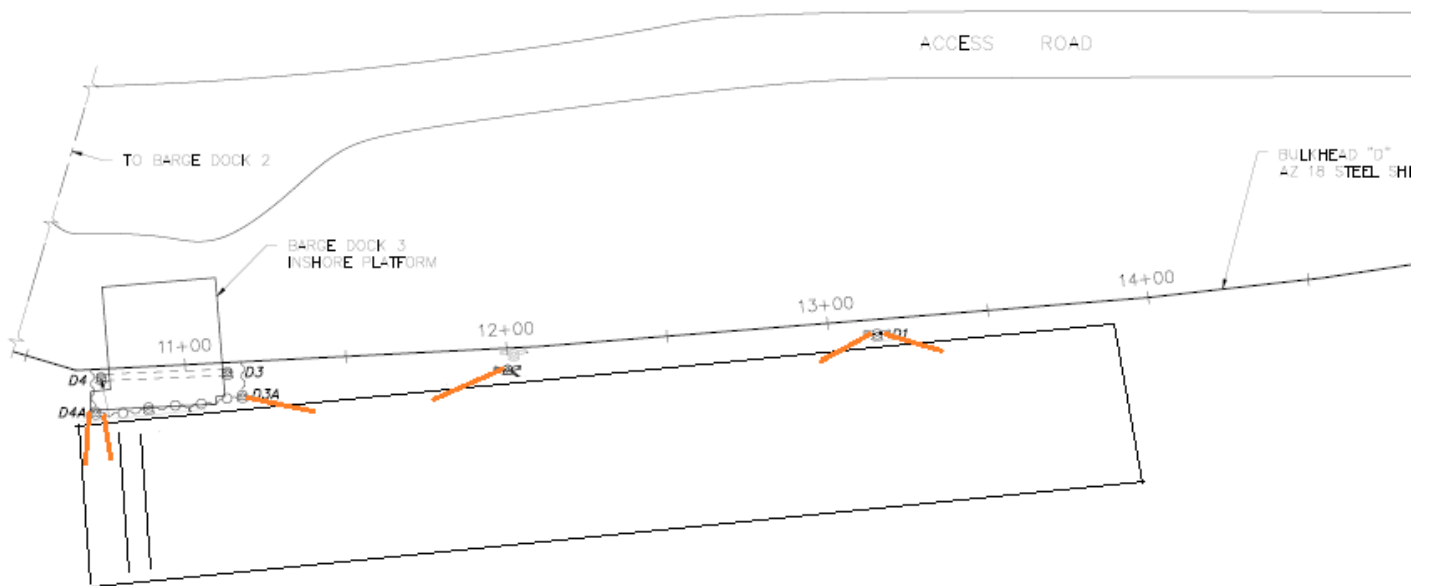 ACCESS ROAD
TO BARGE DOCK 2
BULKHEAD "D"
AZ 18 STEEL SHI
BARGE DOCK 3
INSHORE PLATFORM
14+00
13+00
12+00
11+00
D1
D4
D3
D3A
D4A